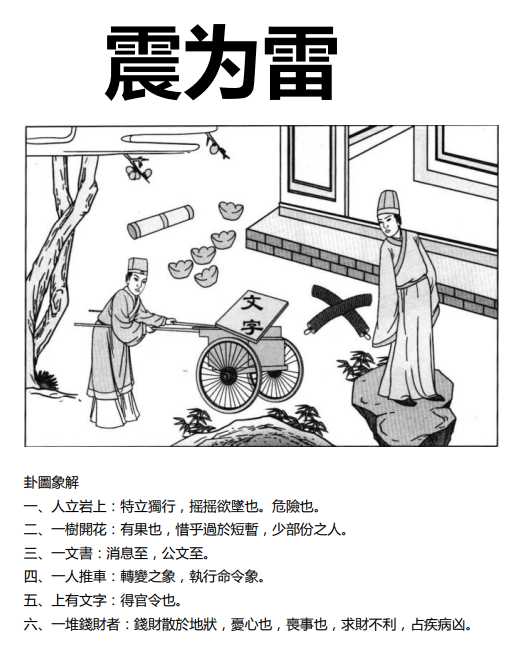 震为雷
文
字
卦圖象解
一、人立岩上：特立獨行，摇摇欲墜也。危險也。
二、一樹開花：有果也，惜乎過於短暫，少部份之人。
三、一文書：消息至，公文至。
四、一人推車：轉變之象，執行命令象。
五、上有文字：得官令也。
六、一堆錢財者：錢財散於地狀，憂心也，喪事也，求財不利，占疾病凶。